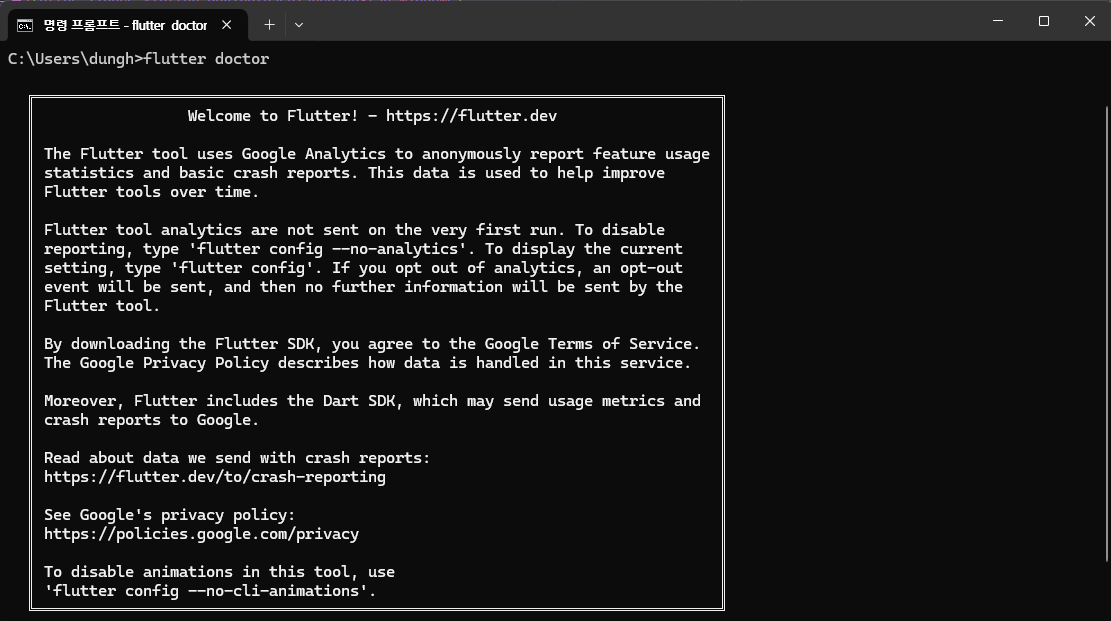 명령 프롬프트 - flutter doctor
C:\Users\dungh>flutter doctor
Welcome to Flutter! - https://flutter.dev
The Flutter tool uses Google Analytics to anonymously report feature usage
statistics and basic crash reports. This data is used to help improve
Flutter tools over time.
Flutter tool analytics are not sent on the very first run. To disable
reporting, type 'flutter config --no-analytics'. To display the current
setting, type 'flutter config'. If you opt out of analytics, an opt-out
event will be sent, and then no further information will be sent by the
Flutter tool.
By downloading the Flutter SDK, you agree to the Google Terms of Service.
The Google Privacy Policy describes how data is handled in this service.
Moreover, Flutter includes the Dart SDK, which may send usage metrics and
crash reports to Google.
Read about data we send with crash reports:
https://flutter.dev/to/crash-reporting
See Google's privacy policy:
https://policies.google.com/privacy
To disable animations in this tool, use
'flutter config --no-cli-animations'.